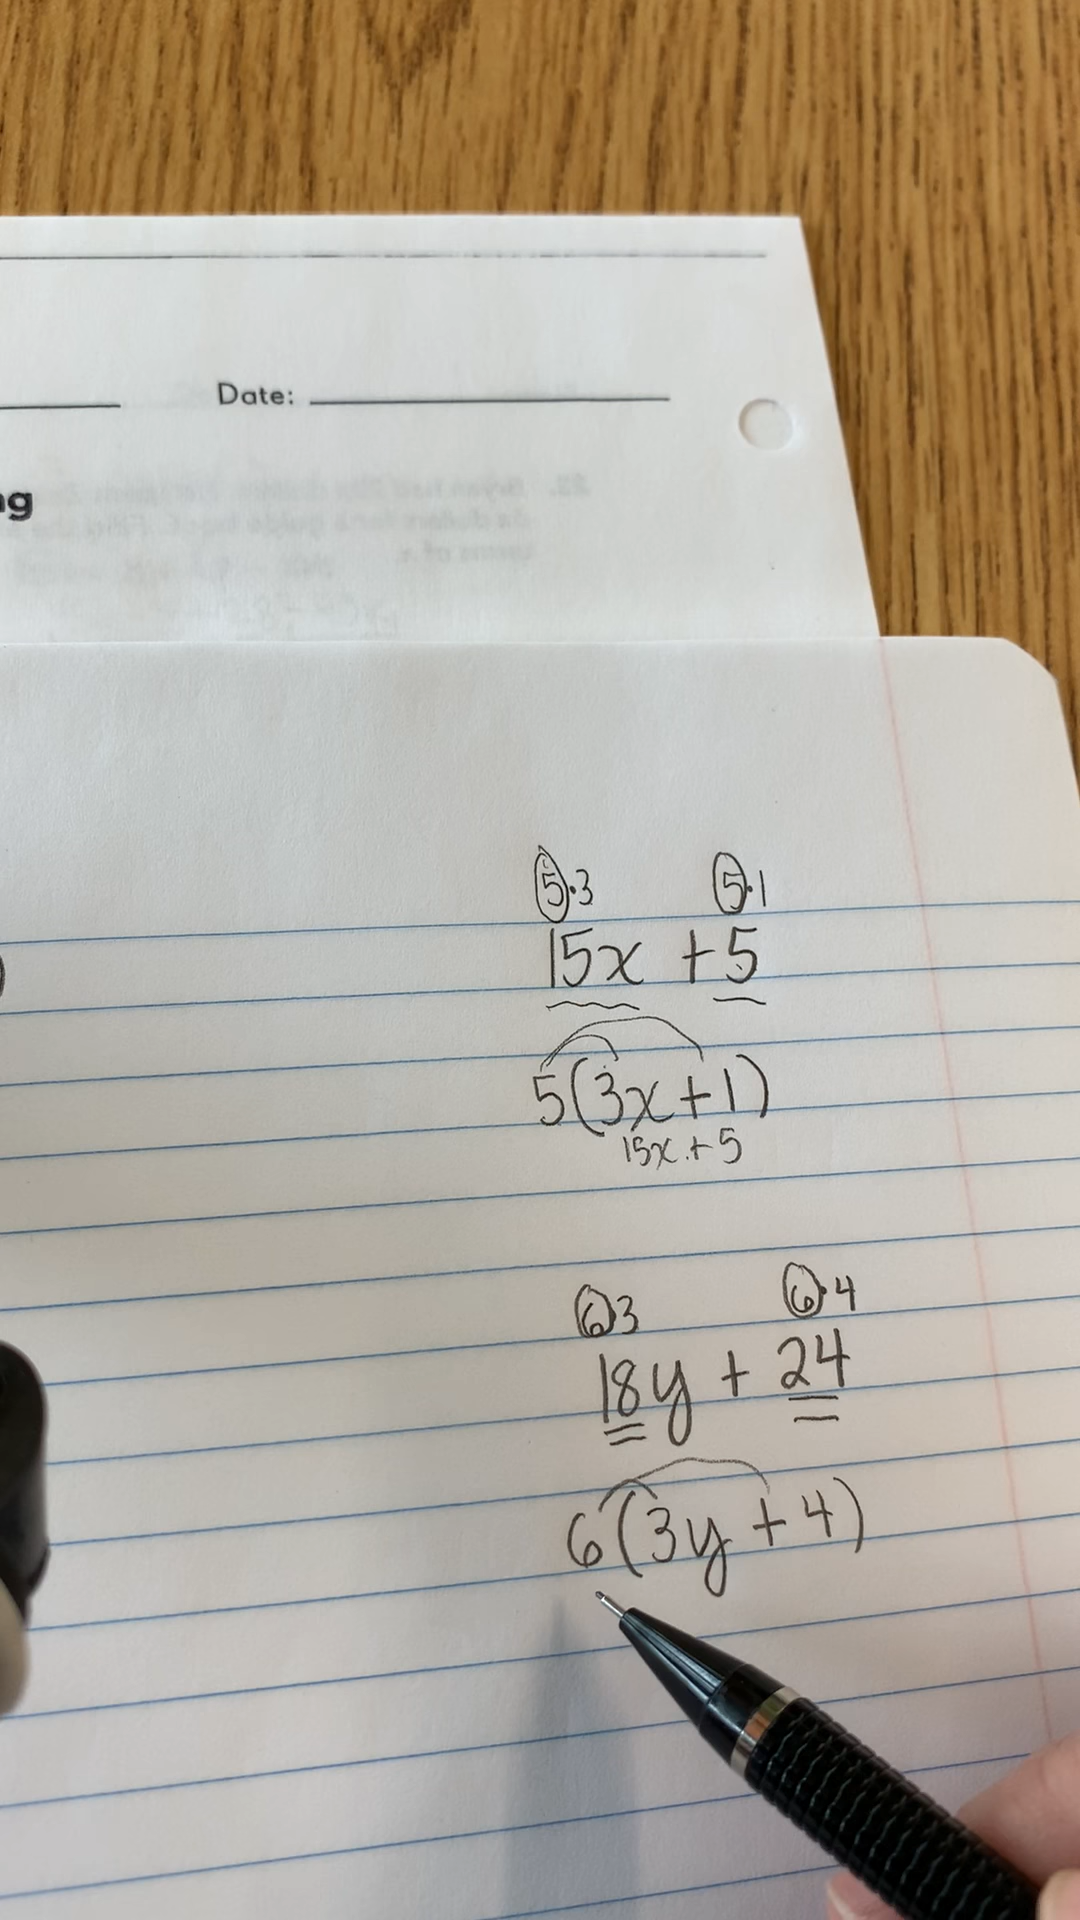 Date:
ng
5·3 5·1
15x + 5
5(3x+1)
15x + 5
6·3 6·4
18y + 24
6(3y + 4)